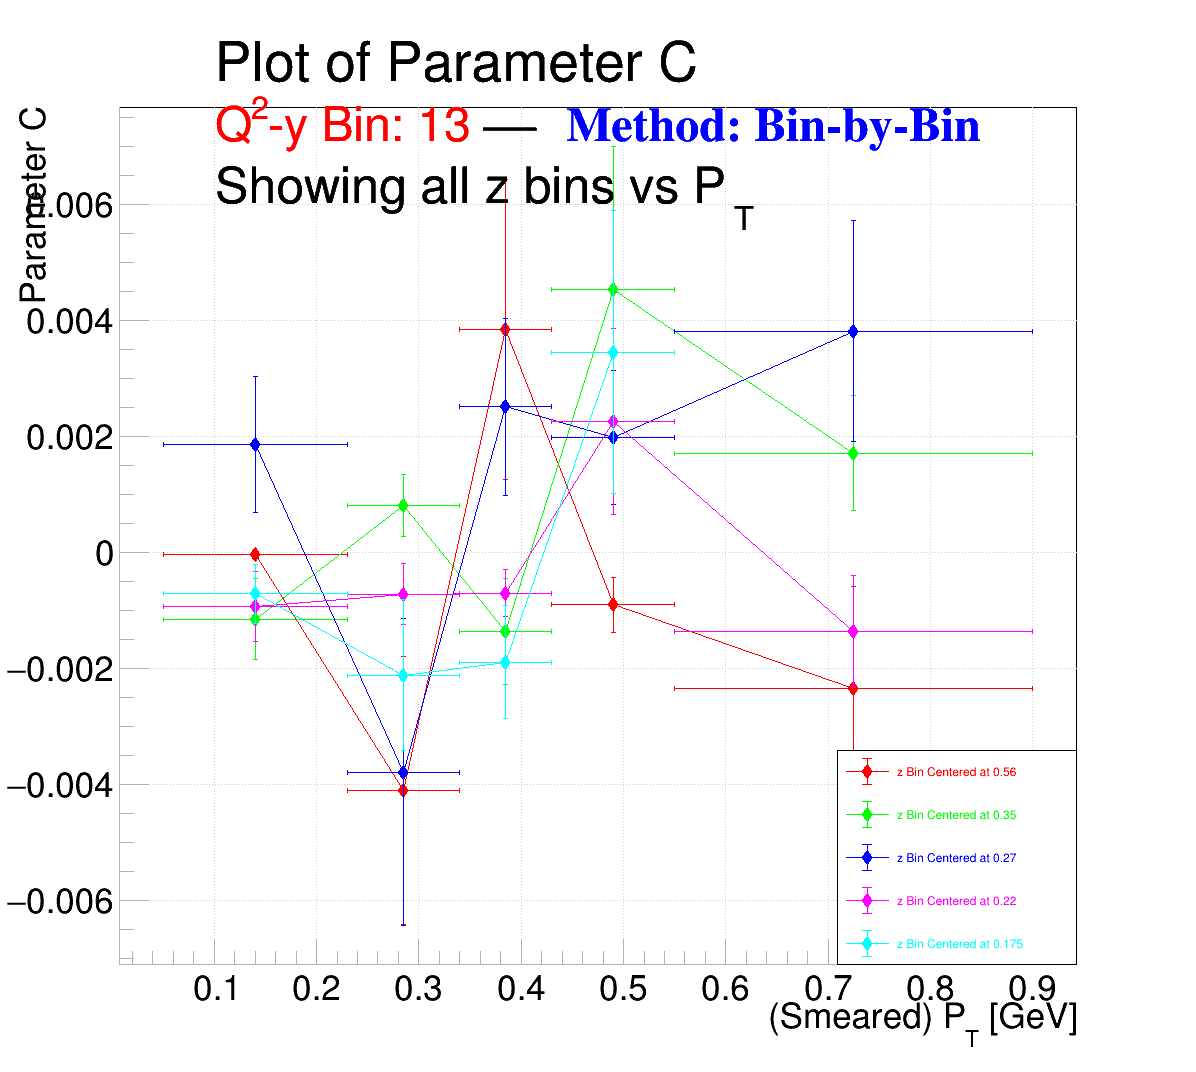 Plot of Parameter C
Q²-y Bin: 13 — Method: Bin-by-Bin
Showing all z bins vs P_T
Parameter C
0.006
0.004
0.002
0
−0.002
−0.004
−0.006
z Bin Centered at 0.56
z Bin Centered at 0.35
z Bin Centered at 0.27
z Bin Centered at 0.22
z Bin Centered at 0.175
0.1 0.2 0.3 0.4 0.5 0.6 0.7 0.8 0.9
(Smeared) P_T [GeV]